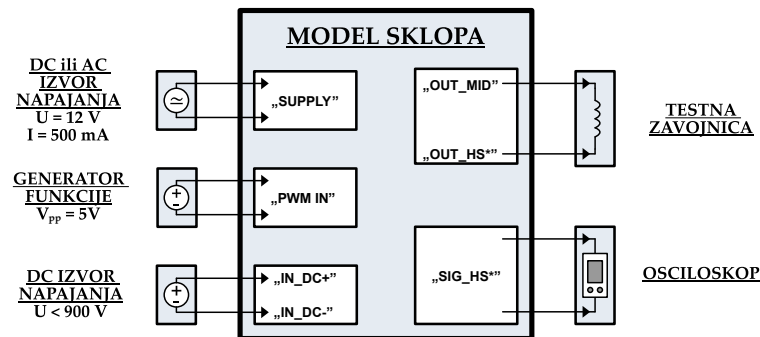 MODEL SKLOPA
DC ili AC
IZVOR
NAPAJANJA
U = 12 V
I = 500 mA
„SUPPLY”
GENERATOR
FUNKCIJE
Vpp = 5V
„PWM IN”
DC IZVOR
NAPAJANJA
U < 900 V
„IN_DC+”
„IN_DC-”
„OUT_MID”
„OUT_HS*”
TESTNA
ZAVOJNICA
„SIG_HS*”
OSCILOSKOP